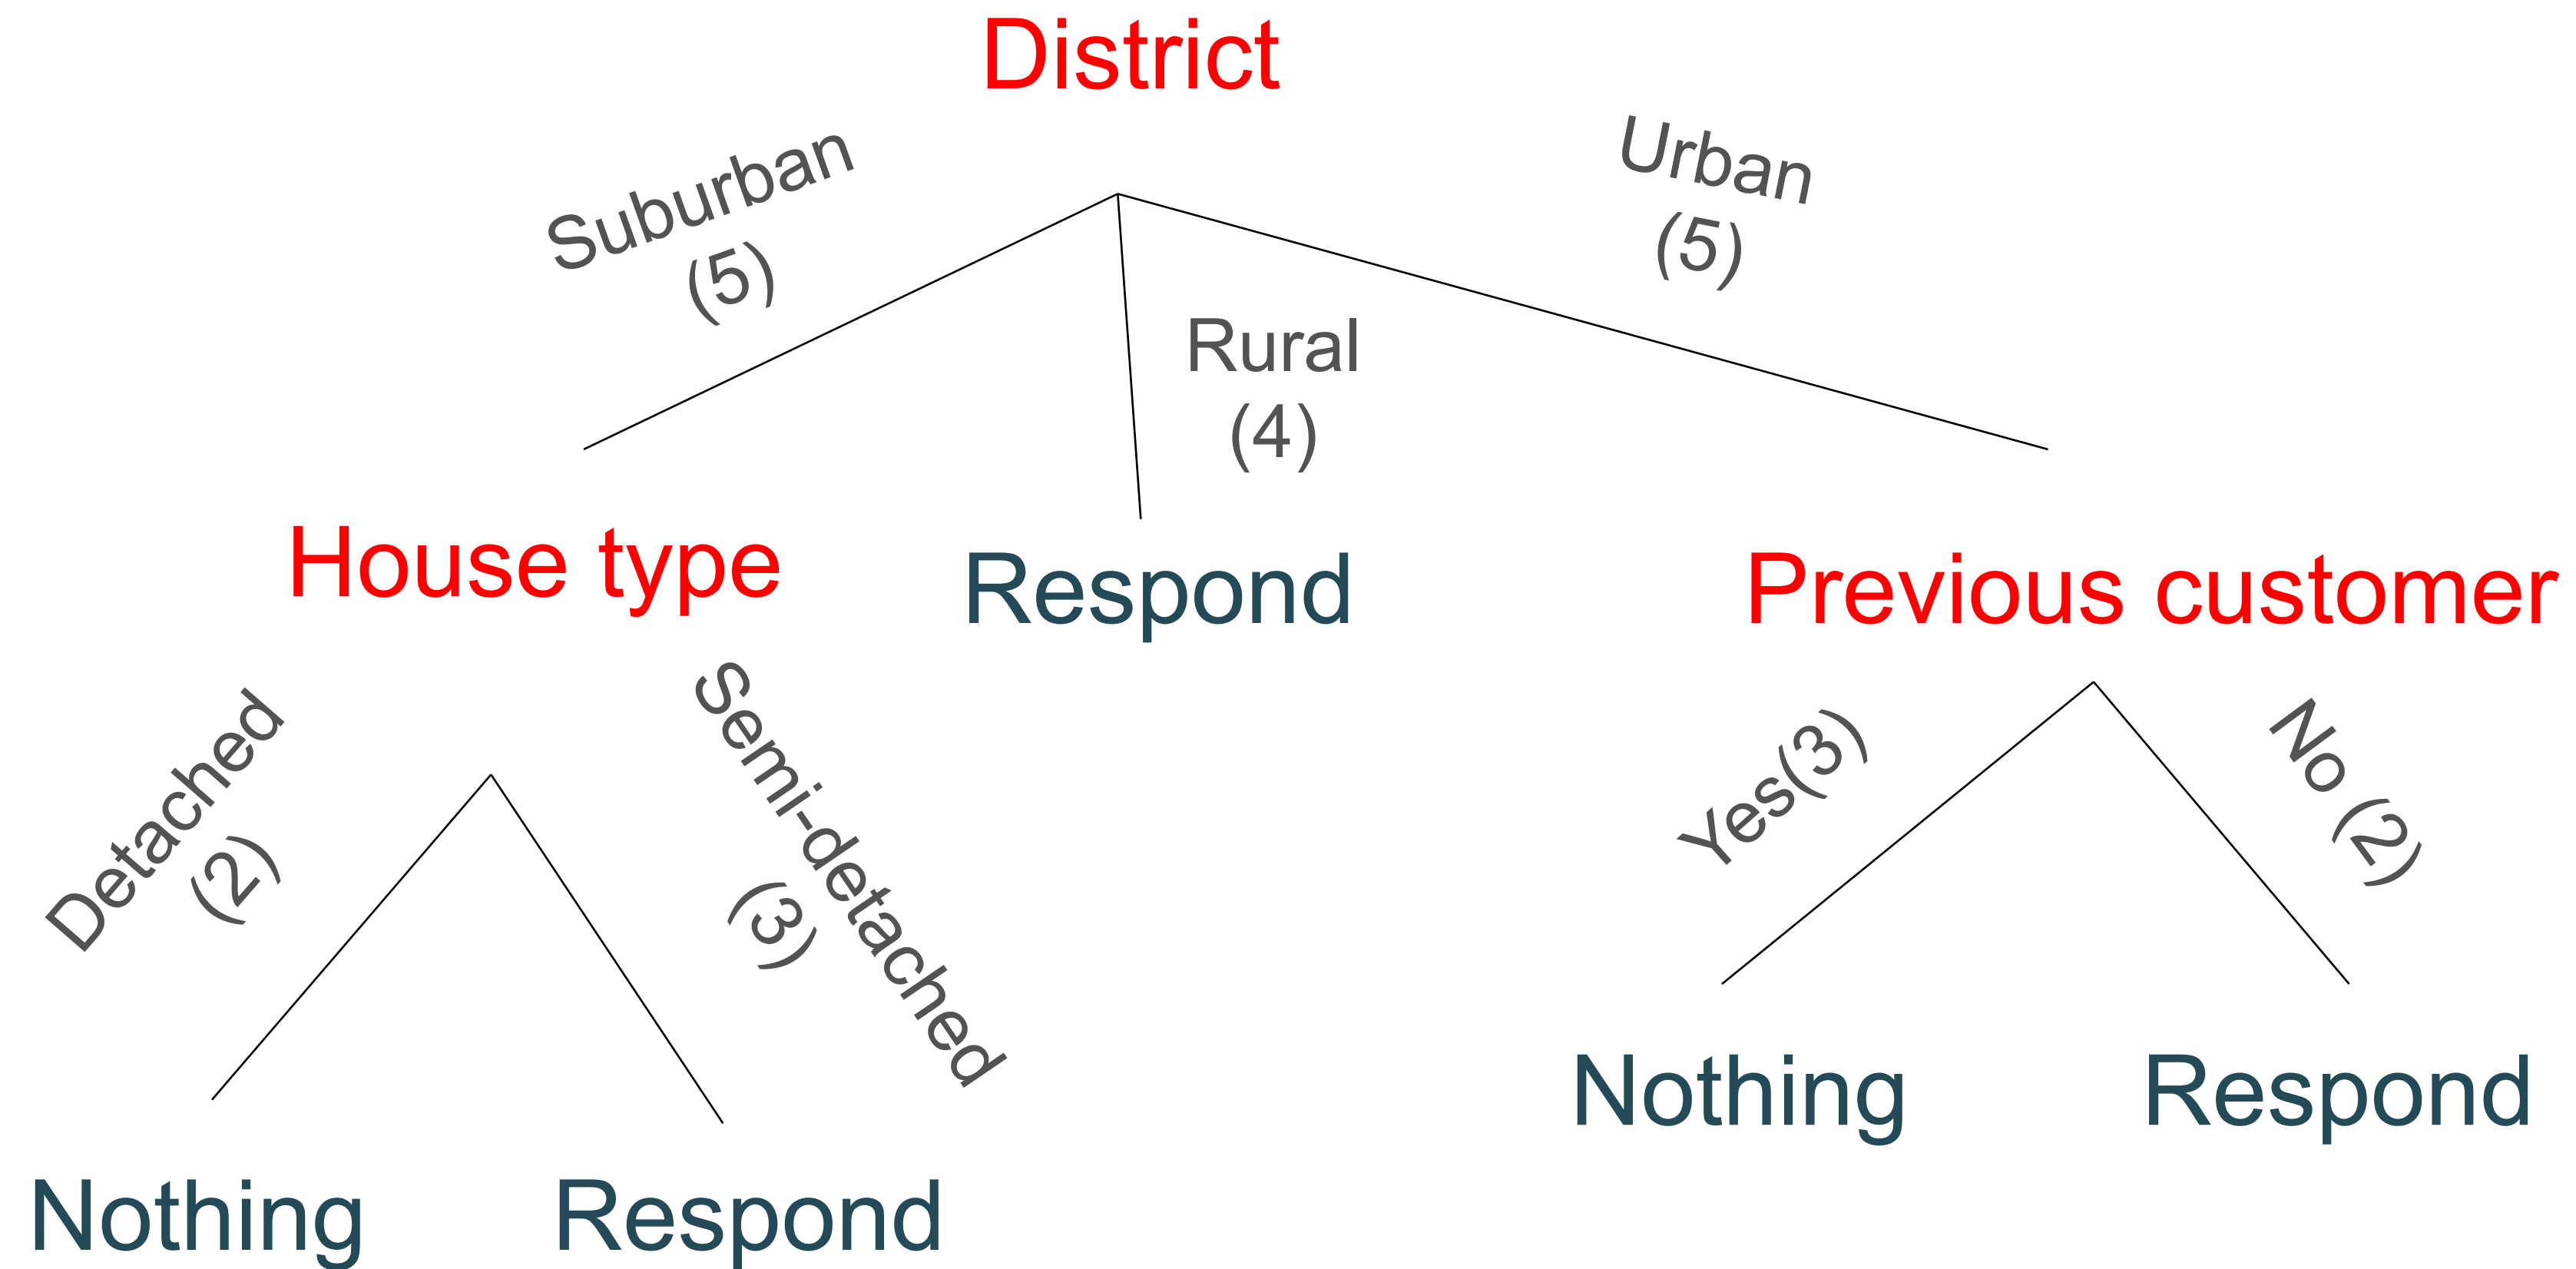 District
Suburban
(5)
Urban
(5)
Rural
(4)
House type
Respond
Previous customer
Detached
(2)
Semi-detached
(3)
Yes(3)
No (2)
Nothing
Respond
Nothing
Respond